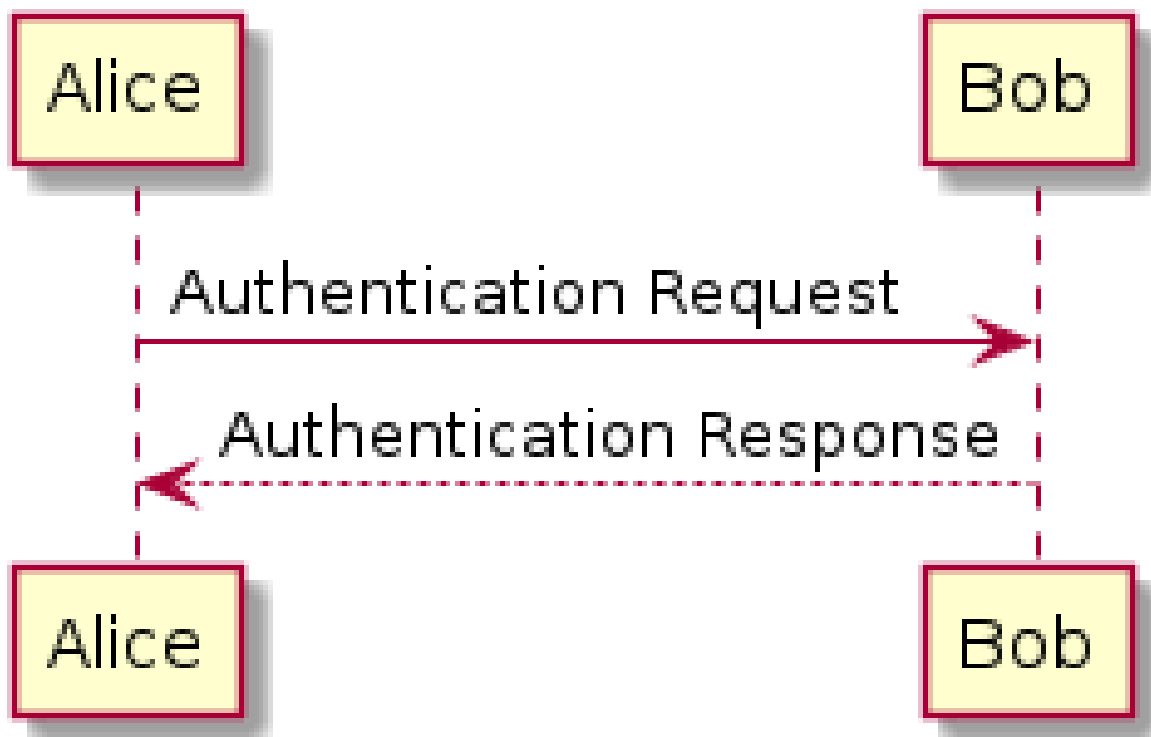 Alice
Bob
Authentication Request
Authentication Response
Alice
Bob